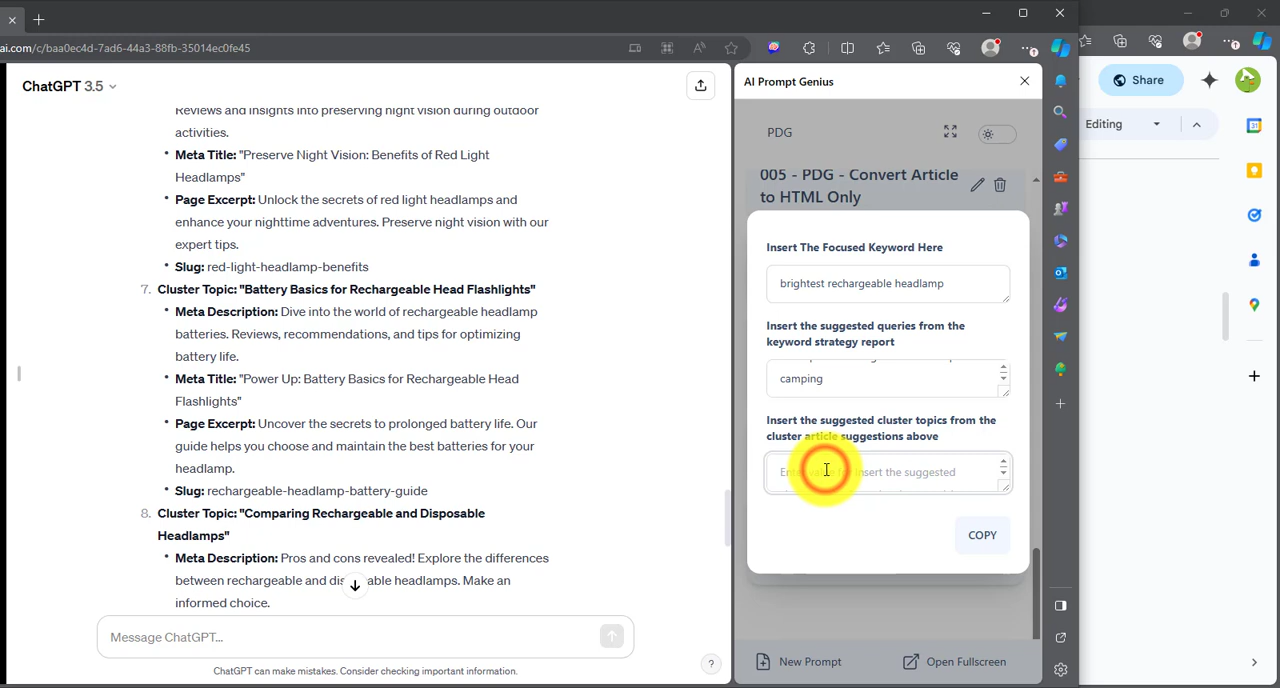 ai.com/c/baa0ec4d-7ad6-44a3-88fb-35014ec0fe45
ChatGPT 3.5
Reviews and insights into preserving night vision during outdoor
activities.
• Meta Title: "Preserve Night Vision: Benefits of Red Light
Headlamps"
• Page Excerpt: Unlock the secrets of red light headlamps and
enhance your nighttime adventures. Preserve night vision with our
expert tips.
• Slug: red-light-headlamp-benefits
7. Cluster Topic: "Battery Basics for Rechargeable Head Flashlights"
• Meta Description: Dive into the world of rechargeable headlamp
batteries. Reviews, recommendations, and tips for optimizing
battery life.
• Meta Title: "Power Up: Battery Basics for Rechargeable Head
Flashlights"
• Page Excerpt: Uncover the secrets to prolonged battery life. Our
guide helps you choose and maintain the best batteries for your
headlamp.
• Slug: rechargeable-headlamp-battery-guide
8. Cluster Topic: "Comparing Rechargeable and Disposable
Headlamps"
• Meta Description: Pros and cons revealed! Explore the differences
between rechargeable and disposable headlamps. Make an
informed choice.
Message ChatGPT...
ChatGPT can make mistakes. Consider checking important information.
?
AI Prompt Genius
PDG
005 - PDG - Convert Article
to HTML Only
Insert The Focused Keyword Here
brightest rechargeable headlamp
Insert the suggested queries from the
keyword strategy report
camping
Insert the suggested cluster topics from the
cluster article suggestions above
Enter value for Insert the suggested
COPY
New Prompt
Open Fullscreen
Share
Editing
31